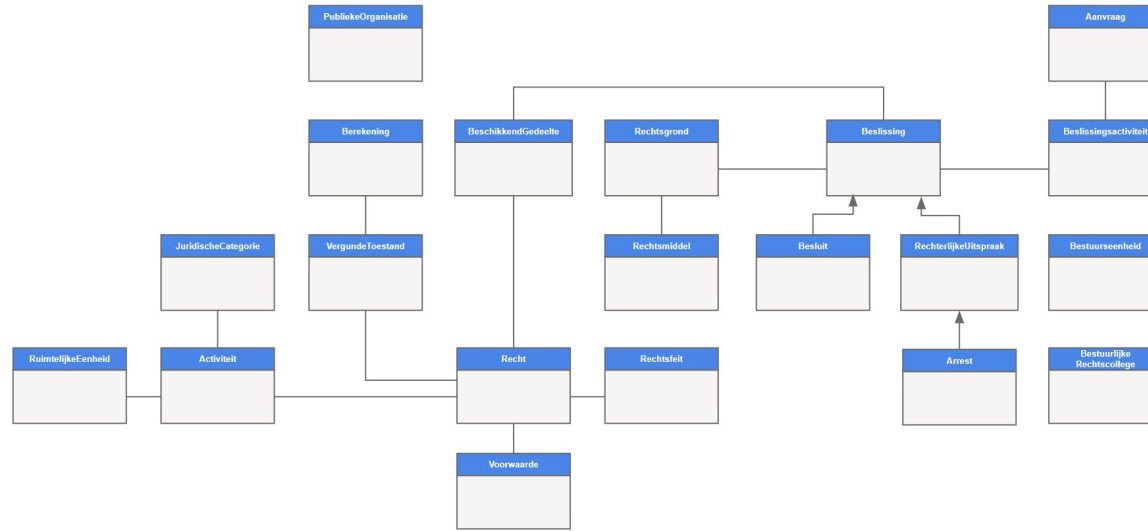 PubliekeOrganisatie
Aanvraag
Berekening
BeschikkendGedeelte
Rechtsgrond
Beslissing
Beslissingsactiviteit
JuridischeCategorie
VergundeToestand
Rechtsmiddel
Besluit
RechterlijkeUitspraak
Bestuurseenheid
RuimtelijkeEenheid
Activiteit
Recht
Rechtsfeit
Arrest
Bestuurlijke
Rechtscollege
Voorwaarde